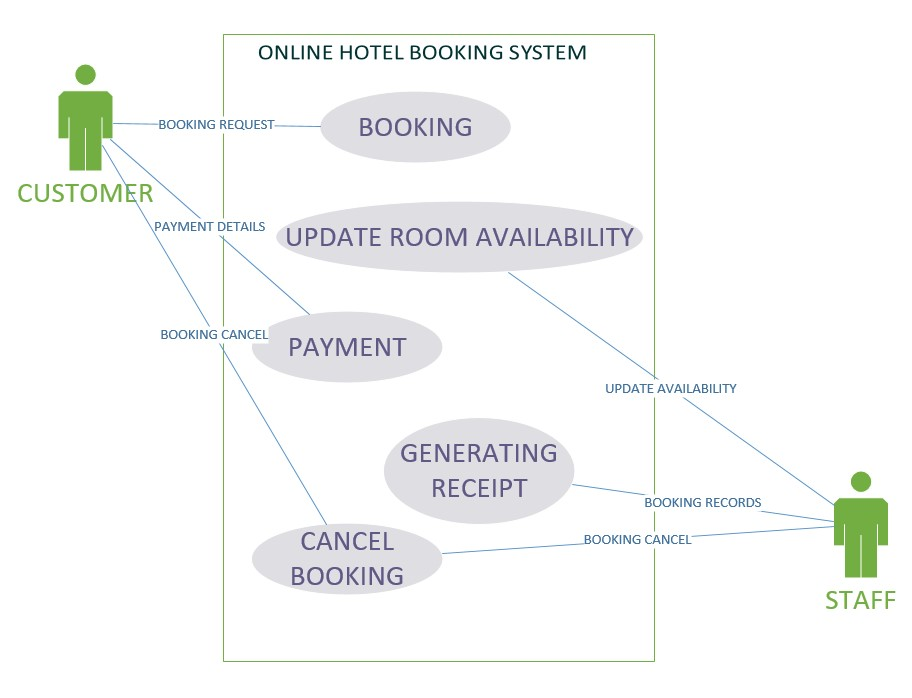 ONLINE HOTEL BOOKING SYSTEM
BOOKING REQUEST
BOOKING
CUSTOMER
PAYMENT DETAILS
UPDATE ROOM AVAILABILITY
BOOKING CANCEL
PAYMENT
UPDATE AVAILABILITY
GENERATING
RECEIPT
BOOKING RECORDS
BOOKING CANCEL
CANCEL
BOOKING
STAFF